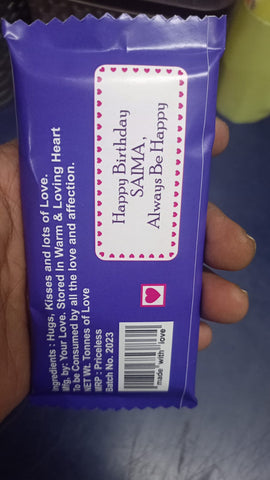 Happy Birthday
SAIMA,
Always Be Happy
Ingredients : Hugs, Kisses and lots of Love.
Mfg. by: Your Love. Stored In Warm & Loving Heart
To be Consumed by all the love and affection.
NET Wt. Tonnes of Love
MRP : Priceless
Batch No. 2023
made with love